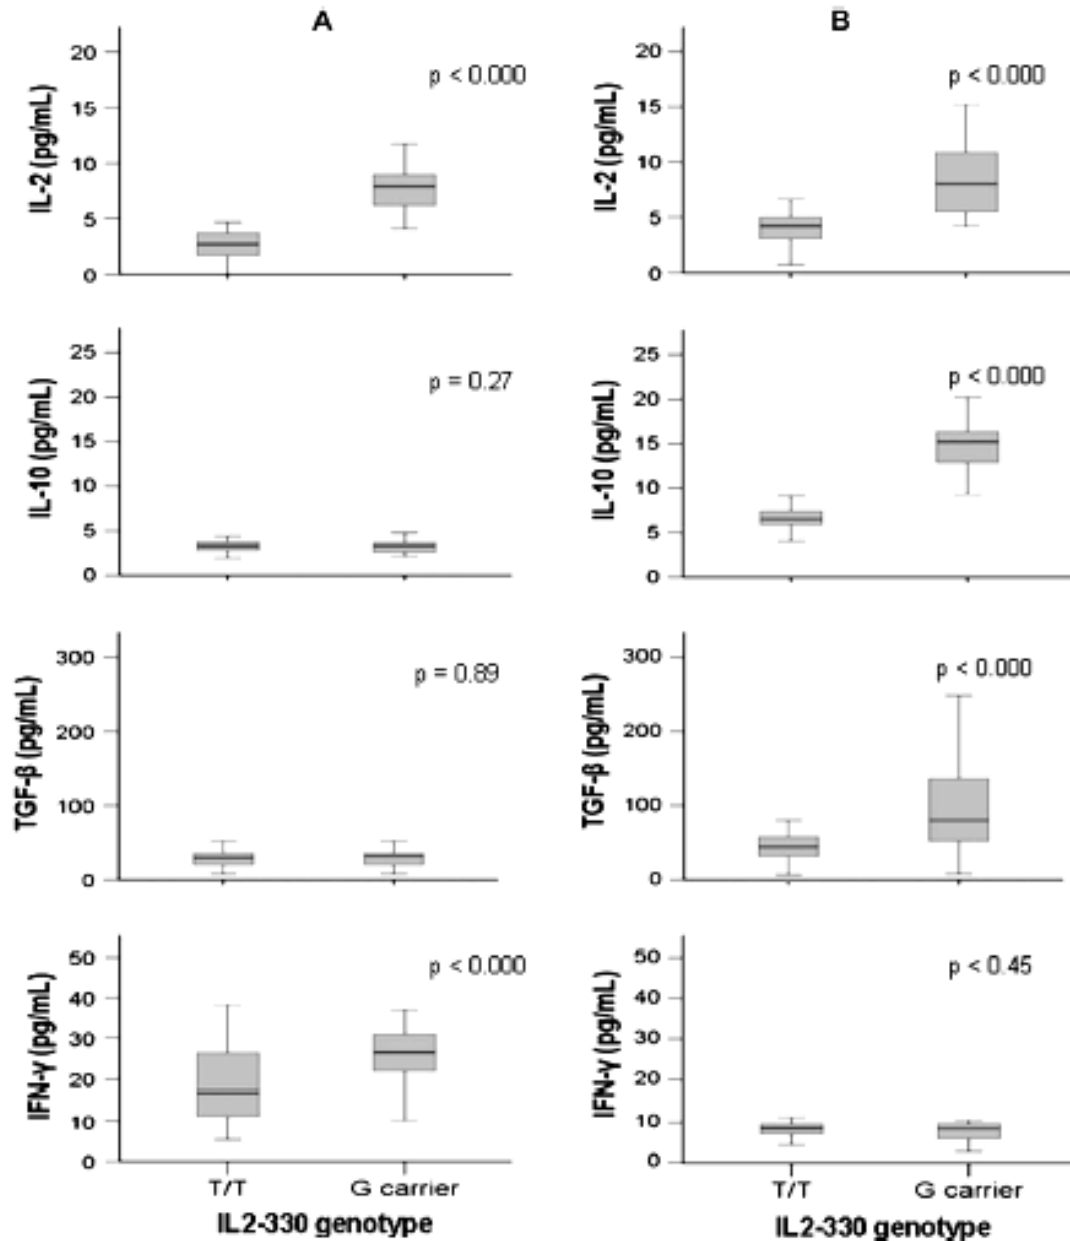 A
IL-2 (pg/mL)
20
15
10
5
0
p < 0.000
B
IL-2 (pg/mL)
20
15
10
5
0
p < 0.000
IL-10 (pg/mL)
25
20
15
10
5
0
p = 0.27
IL-10 (pg/mL)
25
20
15
10
5
0
p < 0.000
TGF-β (pg/mL)
300
200
100
0
p = 0.89
TGF-β (pg/mL)
300
200
100
0
p < 0.000
IFN-γ (pg/mL)
50
40
30
20
10
0
p < 0.000
T/T G carrier
IL2-330 genotype
IFN-γ (pg/mL)
50
40
30
20
10
0
p < 0.45
T/T G carrier
IL2-330 genotype